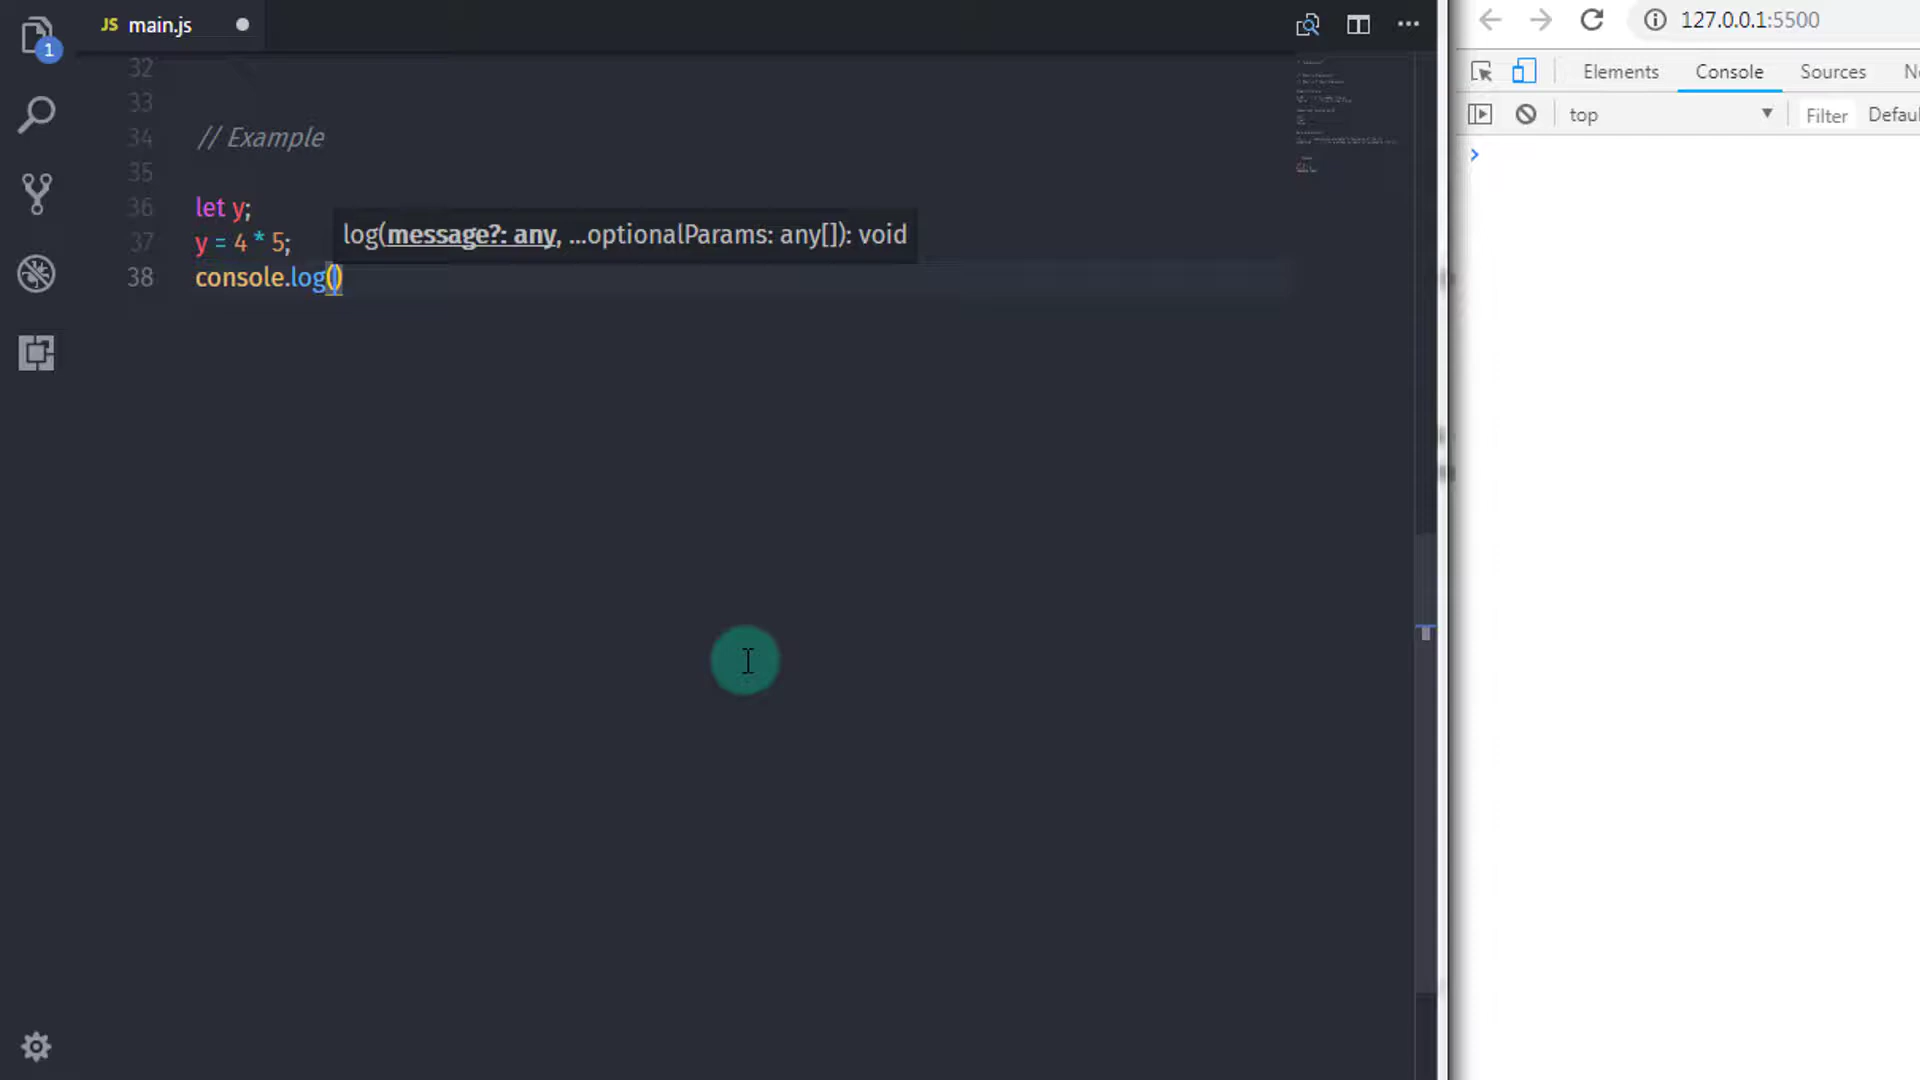 JS main.js
1
32
33
34 // Example
35
36 let y;
37 y = 4 * 5;
log(message?: any, ...optionalParams: any[]): void
38 console.log()
127.0.0.1:5500
Elements Console Sources
top Filter